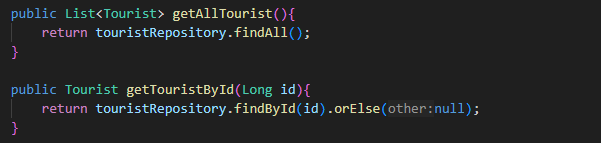 public List<Tourist> getAllTourist(){
return touristRepository.findAll();
}
public Tourist getTouristById(Long id){
return touristRepository.findById(id).orElse(other:null);
}